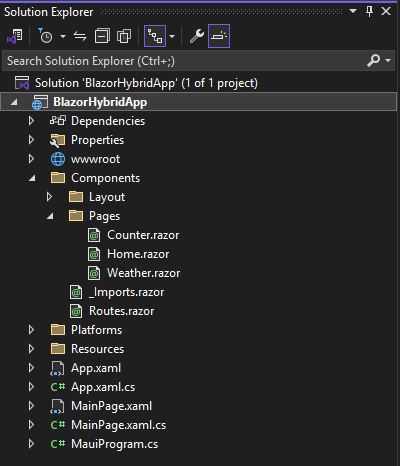 Solution Explorer
Search Solution Explorer (Ctrl+;)
Solution 'BlazorHybridApp' (1 of 1 project)
BlazorHybridApp
Dependencies
Properties
wwwroot
Components
Layout
Pages
Counter.razor
Home.razor
Weather.razor
_Imports.razor
Routes.razor
Platforms
Resources
App.xaml
C# App.xaml.cs
MainPage.xaml
C# MainPage.xaml.cs
C# MauiProgram.cs